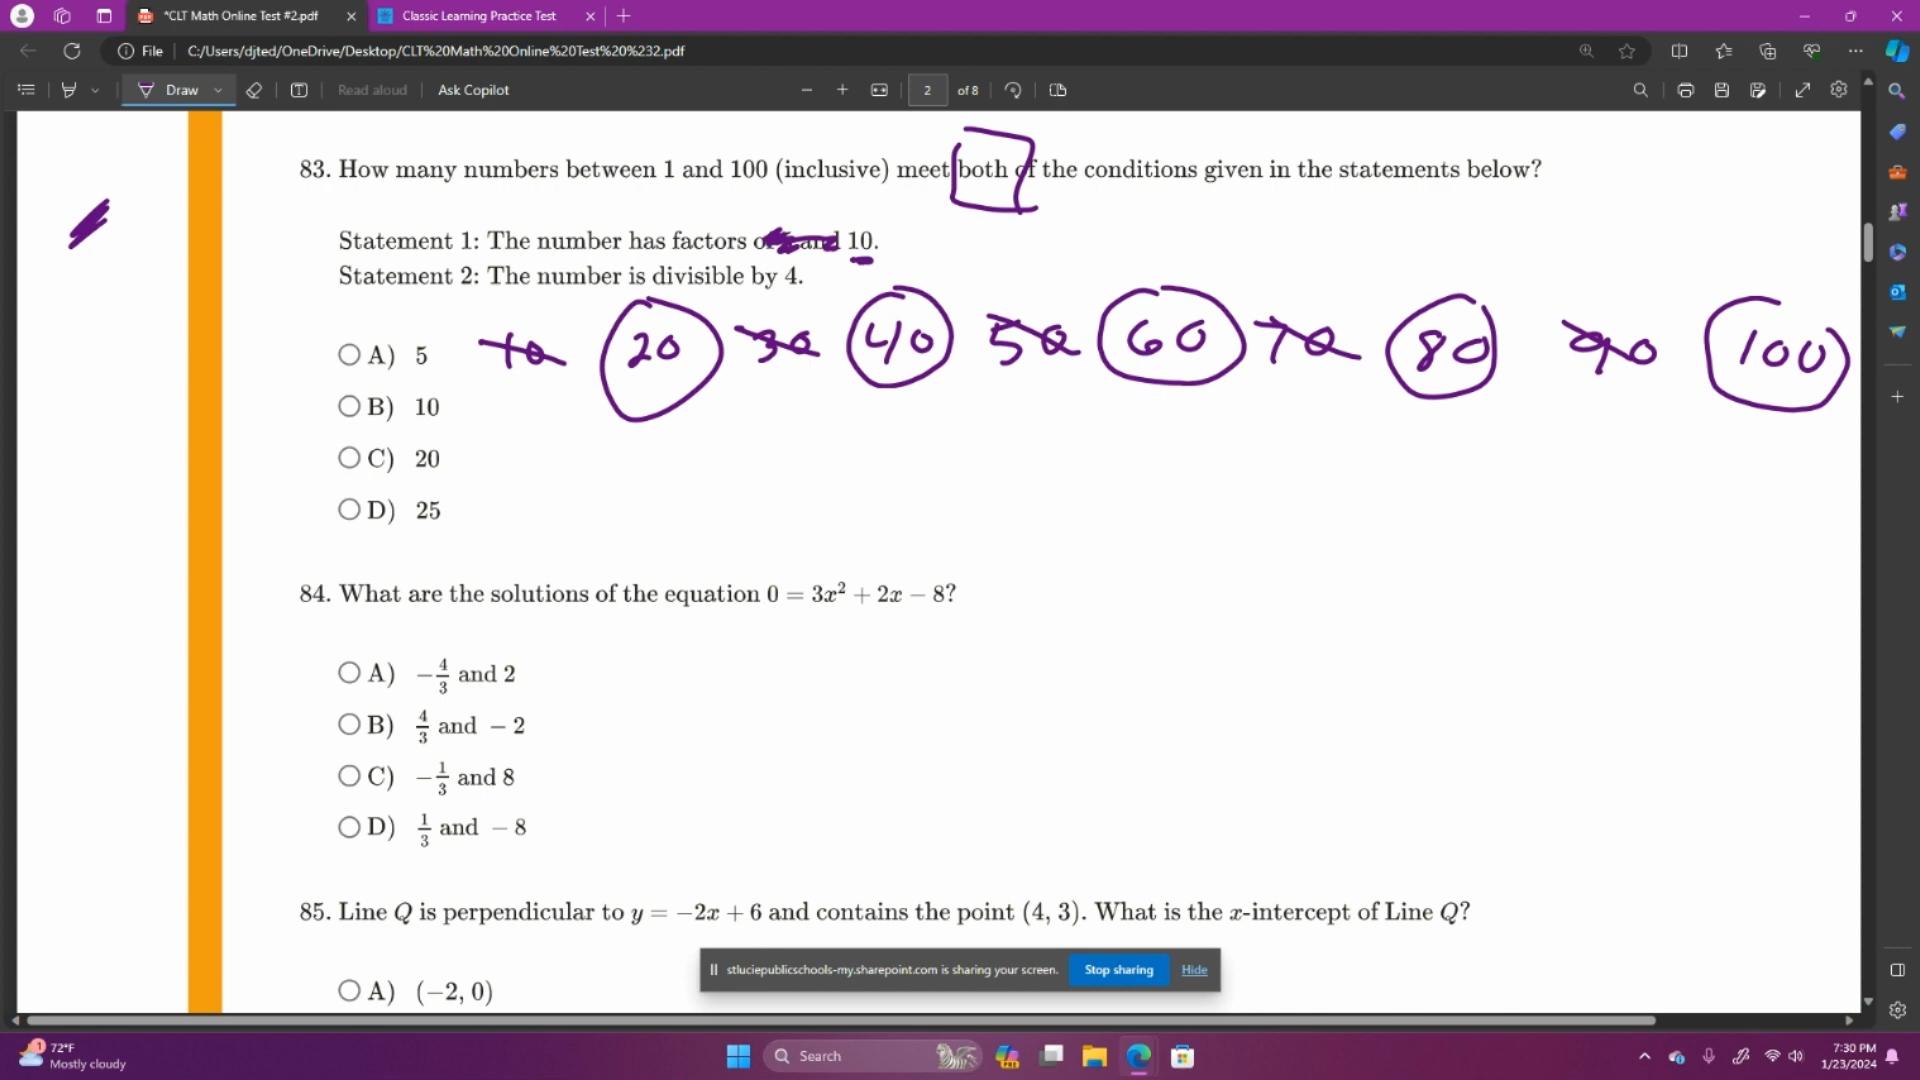 *CLT Math Online Test #2.pdf
Classic Learning Practice Test
File
C:/Users/djted/OneDrive/Desktop/CLT%20Math%20Online%20Test%20%232.pdf
Draw
Read aloud
Ask Copilot
2
of 8
83. How many numbers between 1 and 100 (inclusive) meet both of the conditions given in the statements below?
Statement 1: The number has factors and 10.
Statement 2: The number is divisible by 4.
10 20 30 40 50 60 70 80 90 100
A) 5
B) 10
C) 20
D) 25
84. What are the solutions of the equation 0 = 3x² + 2x − 8?
A) −4/3 and 2
B) 4/3 and − 2
C) −1/3 and 8
D) 1/3 and − 8
85. Line Q is perpendicular to y = −2x + 6 and contains the point (4, 3). What is the x-intercept of Line Q?
stluciepublicschools-my.sharepoint.com is sharing your screen.
Stop sharing
Hide
A) (−2, 0)
1
72°F
Mostly cloudy
Search
7:30 PM
1/23/2024